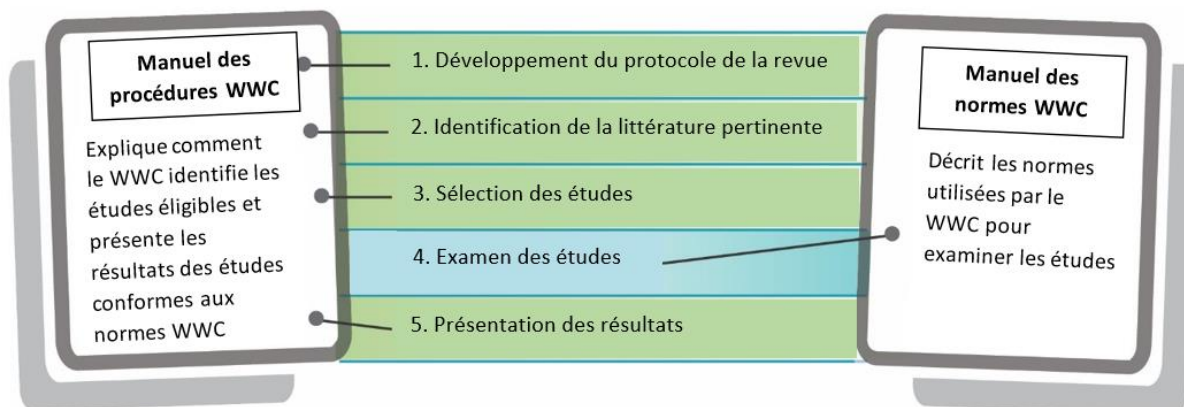 Manuel des
procédures WWC
Explique comment
le WWC identifie les
études éligibles et
présente les
résultats des études
conformes aux
normes WWC
1. Développement du protocole de la revue
2. Identification de la littérature pertinente
3. Sélection des études
4. Examen des études
5. Présentation des résultats
Manuel des
normes WWC
Décrit les normes
utilisées par le
WWC pour
examiner les études